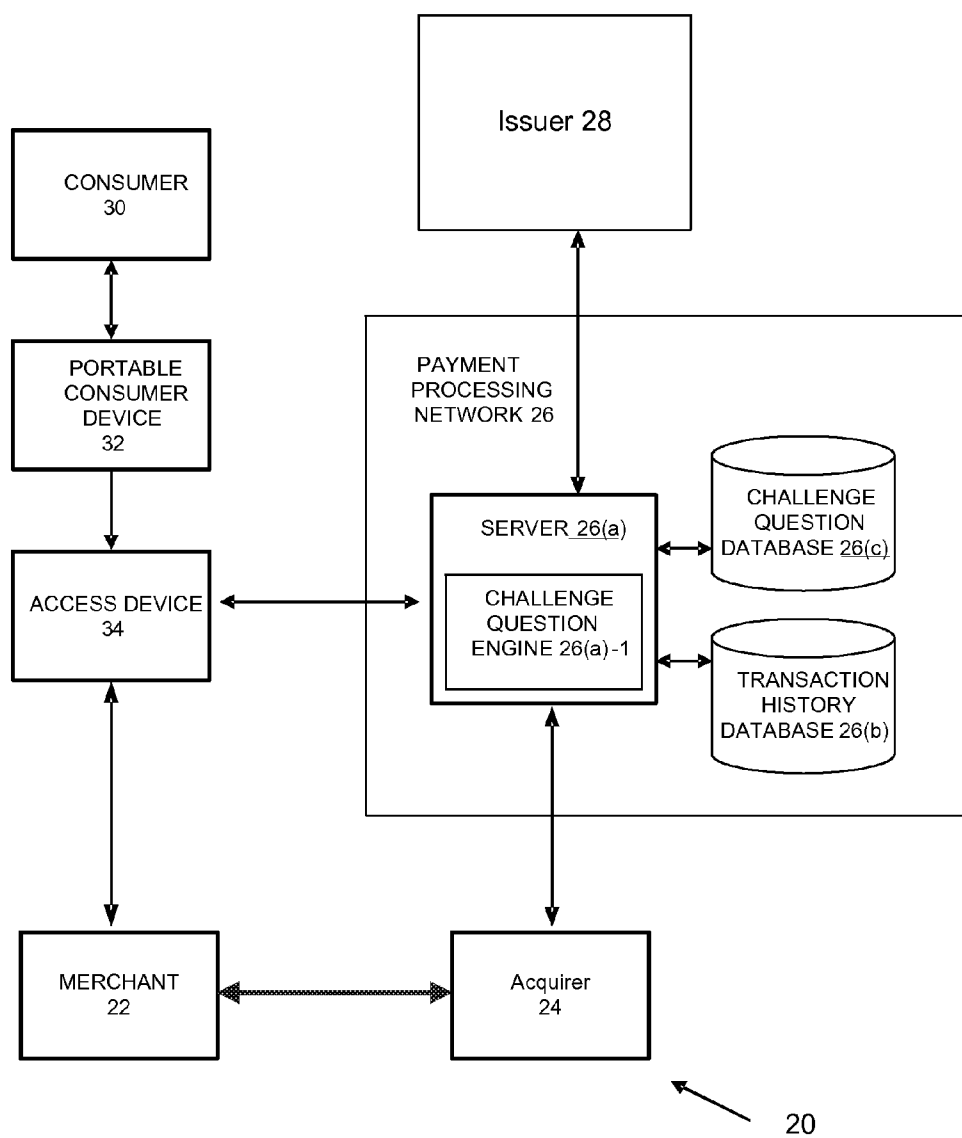 Issuer 28
CONSUMER
30
PORTABLE
CONSUMER
DEVICE
32
ACCESS DEVICE
34
MERCHANT
22
PAYMENT
PROCESSING
NETWORK 26
SERVER 26(a)
CHALLENGE
QUESTION
ENGINE 26(a)-1
CHALLENGE
QUESTION
DATABASE 26(c)
TRANSACTION
HISTORY
DATABASE 26(b)
Acquirer
24
20